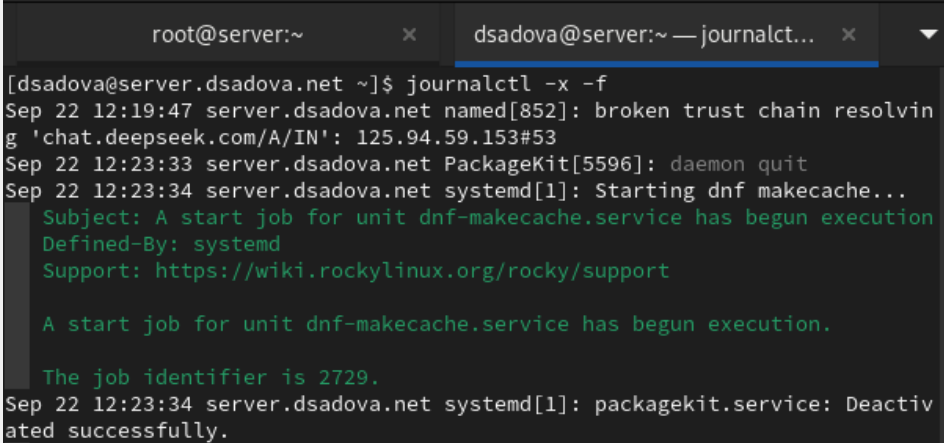 root@server:~ × dsadova@server:~ — journalct... ×
[dsadova@server.dsadova.net ~]$ journalctl -x -f
Sep 22 12:19:47 server.dsadova.net named[852]: broken trust chain resolvin
g 'chat.deepseek.com/A/IN': 125.94.59.153#53
Sep 22 12:23:33 server.dsadova.net PackageKit[5596]: daemon quit
Sep 22 12:23:34 server.dsadova.net systemd[1]: Starting dnf makecache...
Subject: A start job for unit dnf-makecache.service has begun execution
Defined-By: systemd
Support: https://wiki.rockylinux.org/rocky/support
A start job for unit dnf-makecache.service has begun execution.
The job identifier is 2729.
Sep 22 12:23:34 server.dsadova.net systemd[1]: packagekit.service: Deactiv
ated successfully.